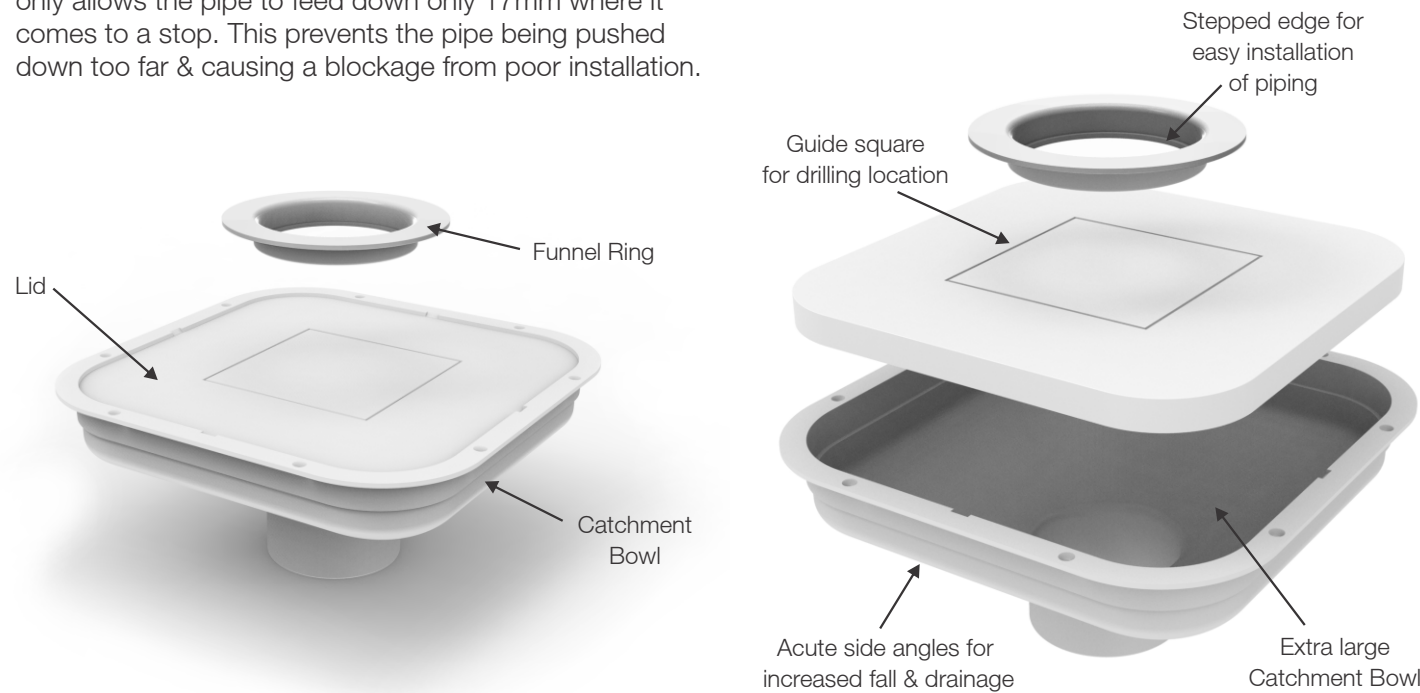 only allows the pipe to feed down only 17mm where it
comes to a stop. This prevents the pipe being pushed
down too far & causing a blockage from poor installation.
Stepped edge for
easy installation
of piping
Guide square
for drilling location
Funnel Ring
Lid
Catchment
Bowl
Acute side angles for
increased fall & drainage
Extra large
Catchment Bowl